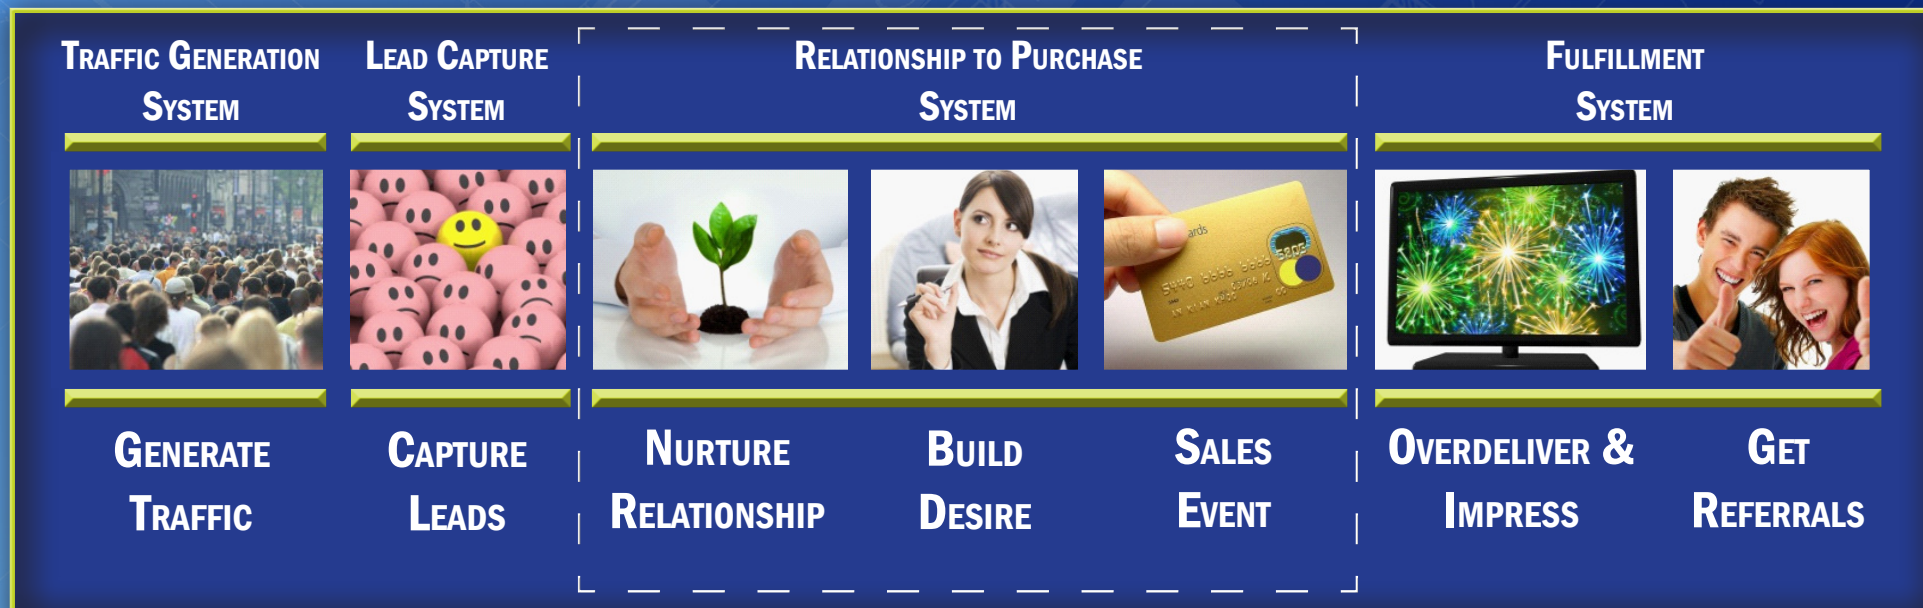 Traffic Generation
System
Lead Capture
System
Relationship to Purchase
System
Fulfillment
System
ards
Generate
Traffic
Capture
Leads
Nurture
Relationship
Build
Desire
Sales
Event
Overdeliver &
Impress
Get
Referrals